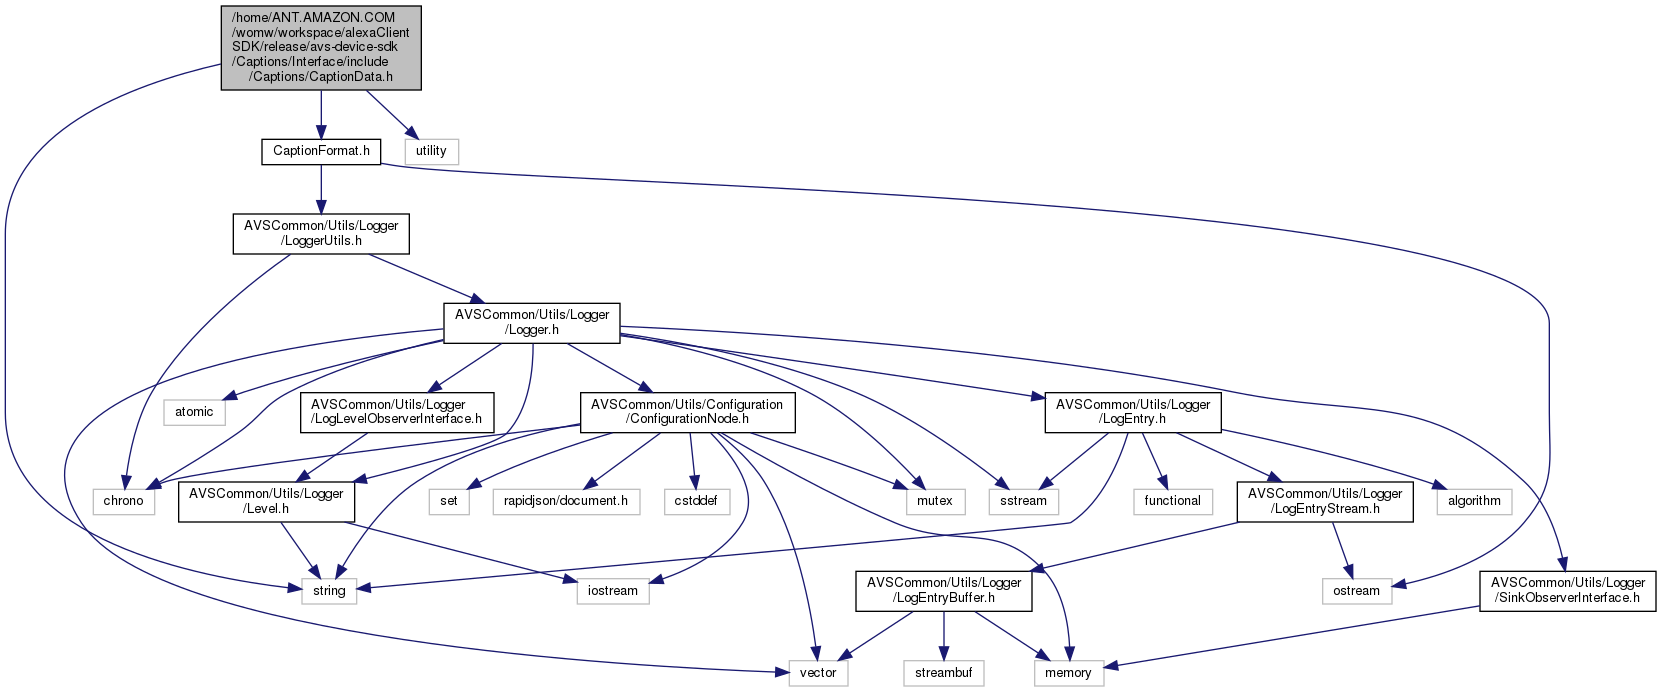 /home/ANT.AMAZON.COM
/womw/workspace/alexaClient
SDK/release/avs-device-sdk
/Captions/Interface/include
/Captions/CaptionData.h
CaptionFormat.h
utility
AVSCommon/Utils/Logger
/LoggerUtils.h
AVSCommon/Utils/Logger
/Logger.h
atomic
AVSCommon/Utils/Logger
/LogLevelObserverInterface.h
AVSCommon/Utils/Configuration
/ConfigurationNode.h
AVSCommon/Utils/Logger
/LogEntry.h
chrono
AVSCommon/Utils/Logger
/Level.h
set
rapidjson/document.h
cstddef
mutex
sstream
functional
AVSCommon/Utils/Logger
/LogEntryStream.h
algorithm
string
iostream
AVSCommon/Utils/Logger
/LogEntryBuffer.h
ostream
AVSCommon/Utils/Logger
/SinkObserverInterface.h
vector
streambuf
memory